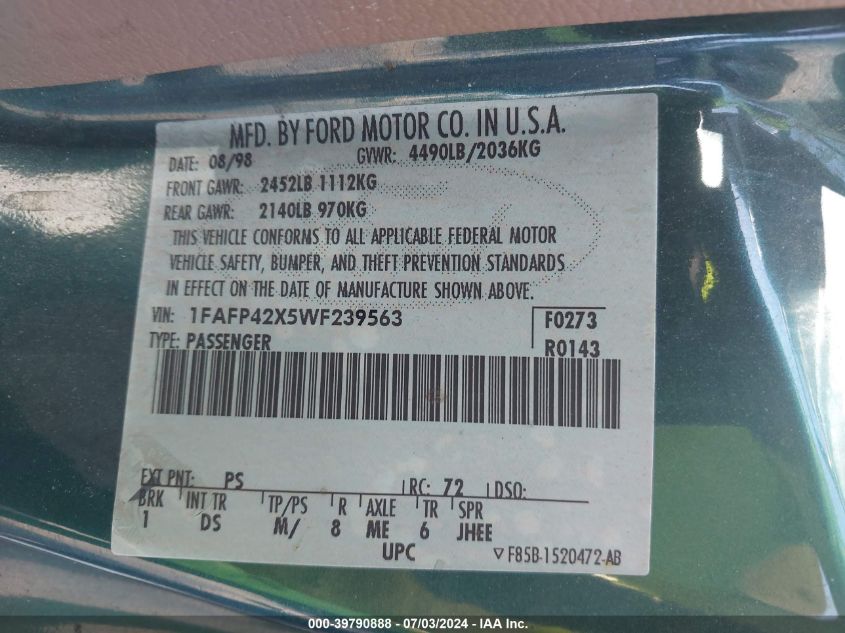 MFD. BY FORD MOTOR CO. IN U.S.A.
DATE: 08/98 GVWR: 4490LB/2036KG
FRONT GAWR: 2452LB 1112KG
REAR GAWR: 2140LB 970KG
THIS VEHICLE CONFORMS TO ALL APPLICABLE FEDERAL MOTOR
VEHICLE SAFETY, BUMPER, AND THEFT PREVENTION STANDARDS
IN EFFECT ON THE DATE OF MANUFACTURE SHOWN ABOVE.
VIN: 1FAFP42X5WF239563 F0273
TYPE: PASSENGER R0143
EXT PNT: PS RC: 72 DSO:
BRK INT TR TP/PS R AXLE TR SPR
1 DS M/ 8 ME 6 JHEE
UPC ▽F85B-1520472-AB
000-39790888 - 07/03/2024 - © IAA, Inc.